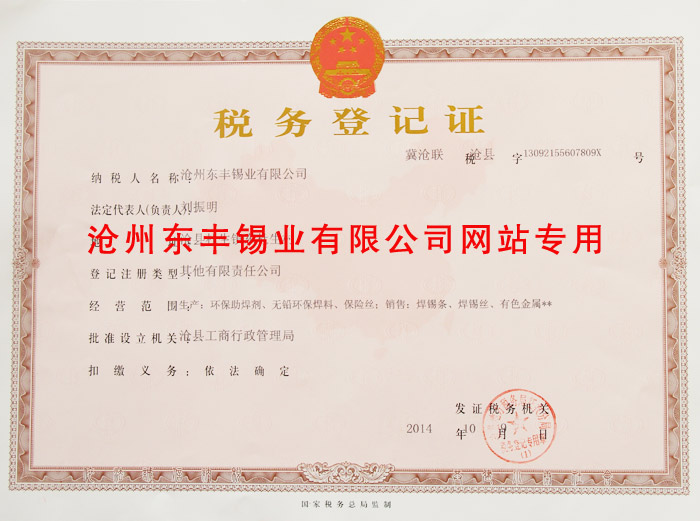 税务登记证
冀沧联 税 沧县 字 13092155607809X 号
纳税人名称:沧州东丰锡业有限公司
法定代表人(负责人):刘振明
沧州东丰锡业有限公司网站专用
登记注册类型:其他有限责任公司
经营范围:生产:环保助焊剂、无铅环保焊料、保险丝;销售:焊锡条、焊锡丝、有色金属**
批准设立机关:沧县工商行政管理局
扣缴义务:依法确定
发证税务机关
2014 年 10 月 9 日
国家税务总局监制